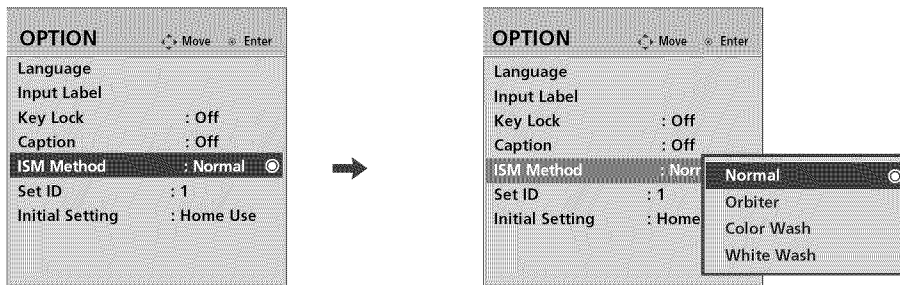 OPTION Move Enter
Language
Input Label
Key Lock : Off
Caption : Off
ISM Method : Normal
Set ID : 1
Initial Setting : Home Use
OPTION Move Enter
Language
Input Label
Key Lock : Off
Caption : Off
ISM Method : Norr
Set ID : 1
Initial Setting : Home
Normal
Orbiter
Color Wash
White Wash